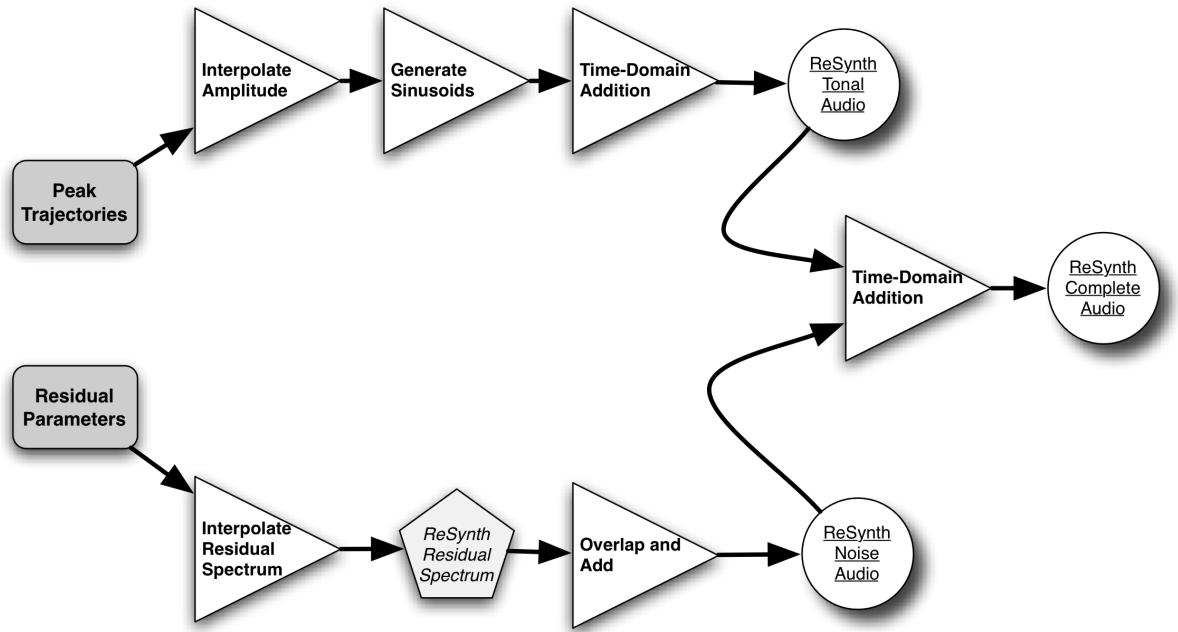 Interpolate
Amplitude
Generate
Sinusoids
Time-Domain
Addition
ReSynth
Tonal
Audio
Peak
Trajectories
Time-Domain
Addition
ReSynth
Complete
Audio
Residual
Parameters
Interpolate
Residual
Spectrum
ReSynth
Residual
Spectrum
Overlap and
Add
ReSynth
Noise
Audio